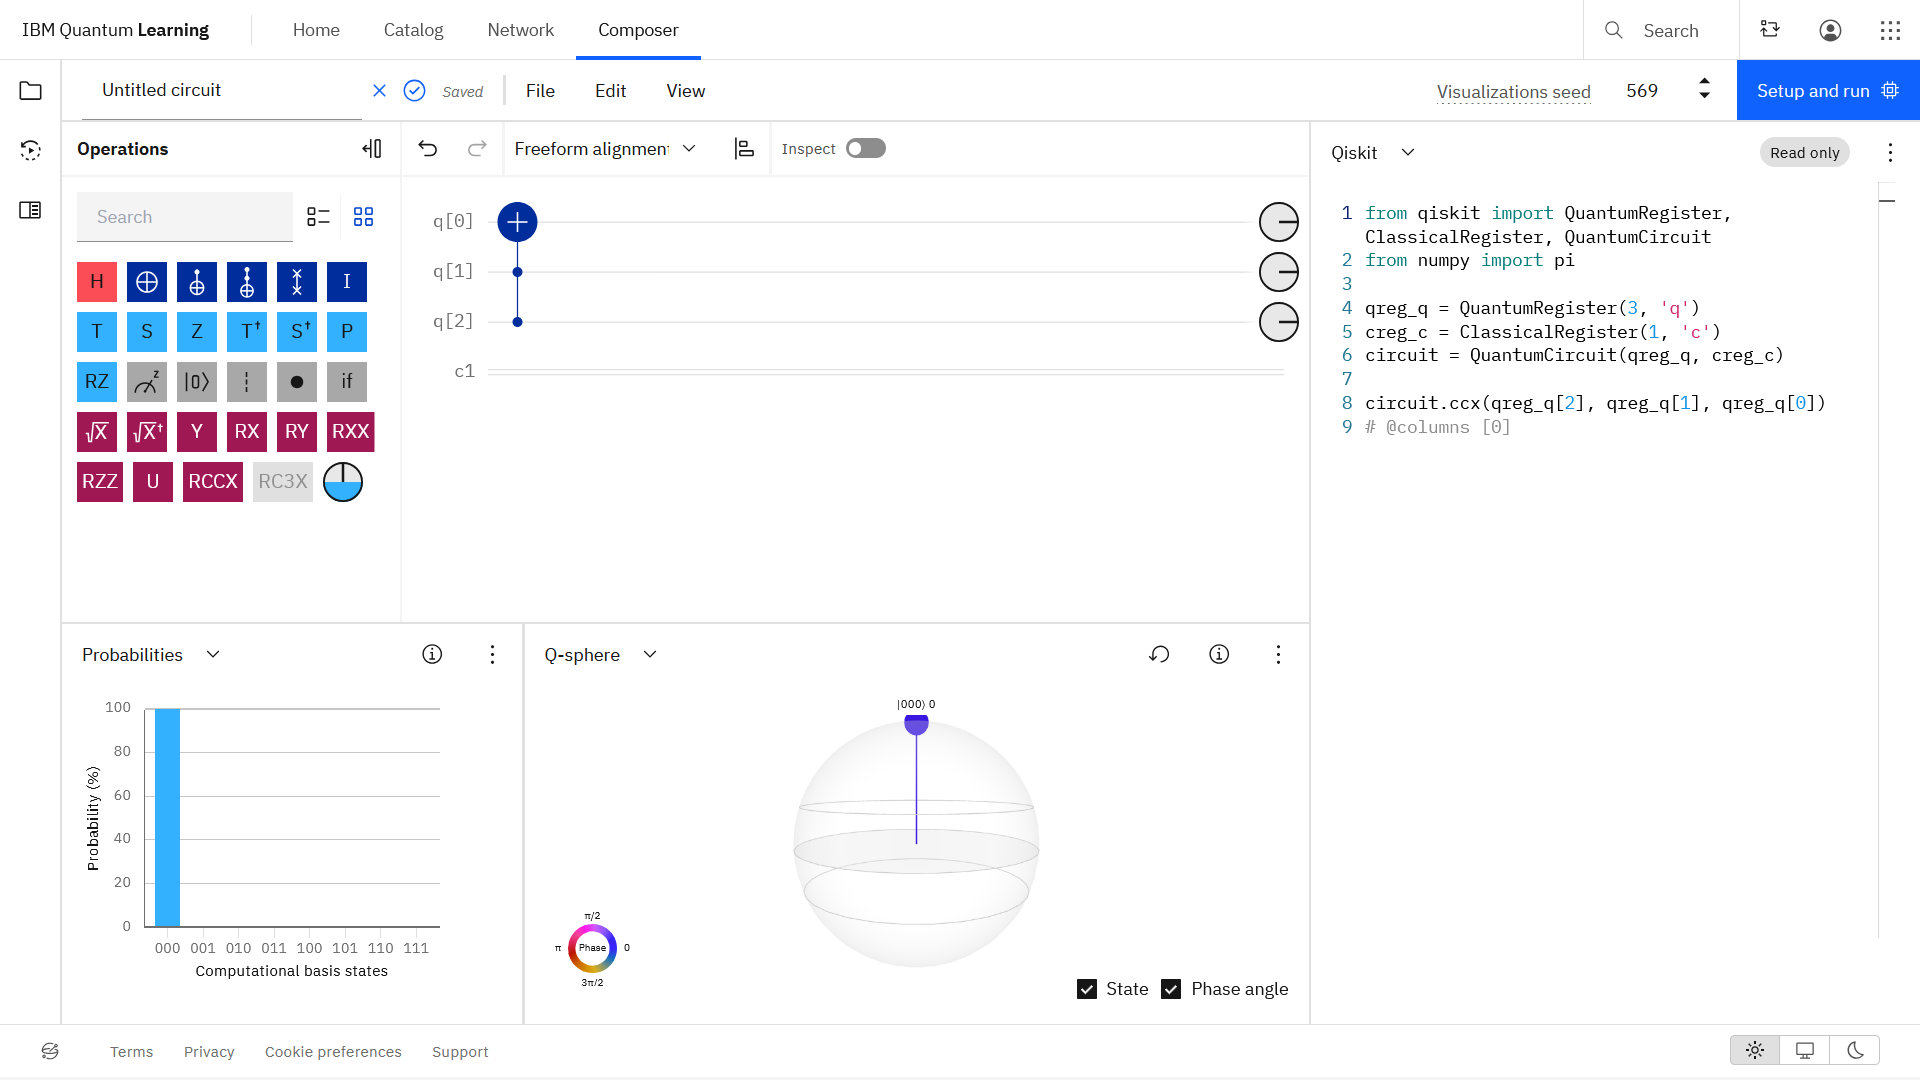 IBM Quantum Learning
Home
Catalog
Network
Composer
Search
Untitled circuit
Saved
File
Edit
View
Visualizations seed
569
Setup and run
Operations
Freeform alignmen
Inspect
Qiskit
Read only
Search
H
I
T
S
Z
T†
S†
P
RZ
z
|0⟩
if
√X
√X†
Y
RX
RY
RXX
RZZ
U
RCCX
RC3X
q[0]
q[1]
q[2]
c1
1 from qiskit import QuantumRegister,
ClassicalRegister, QuantumCircuit
2 from numpy import pi
3
4 qreg_q = QuantumRegister(3, 'q')
5 creg_c = ClassicalRegister(1, 'c')
6 circuit = QuantumCircuit(qreg_q, creg_c)
7
8 circuit.ccx(qreg_q[2], qreg_q[1], qreg_q[0])
9 # @columns [0]
Probabilities
Probability (%)
100
80
60
40
20
0
000 001 010 011 100 101 110 111
Computational basis states
Q-sphere
|000⟩ 0
π/2
π
Phase
0
3π/2
State
Phase angle
Terms
Privacy
Cookie preferences
Support